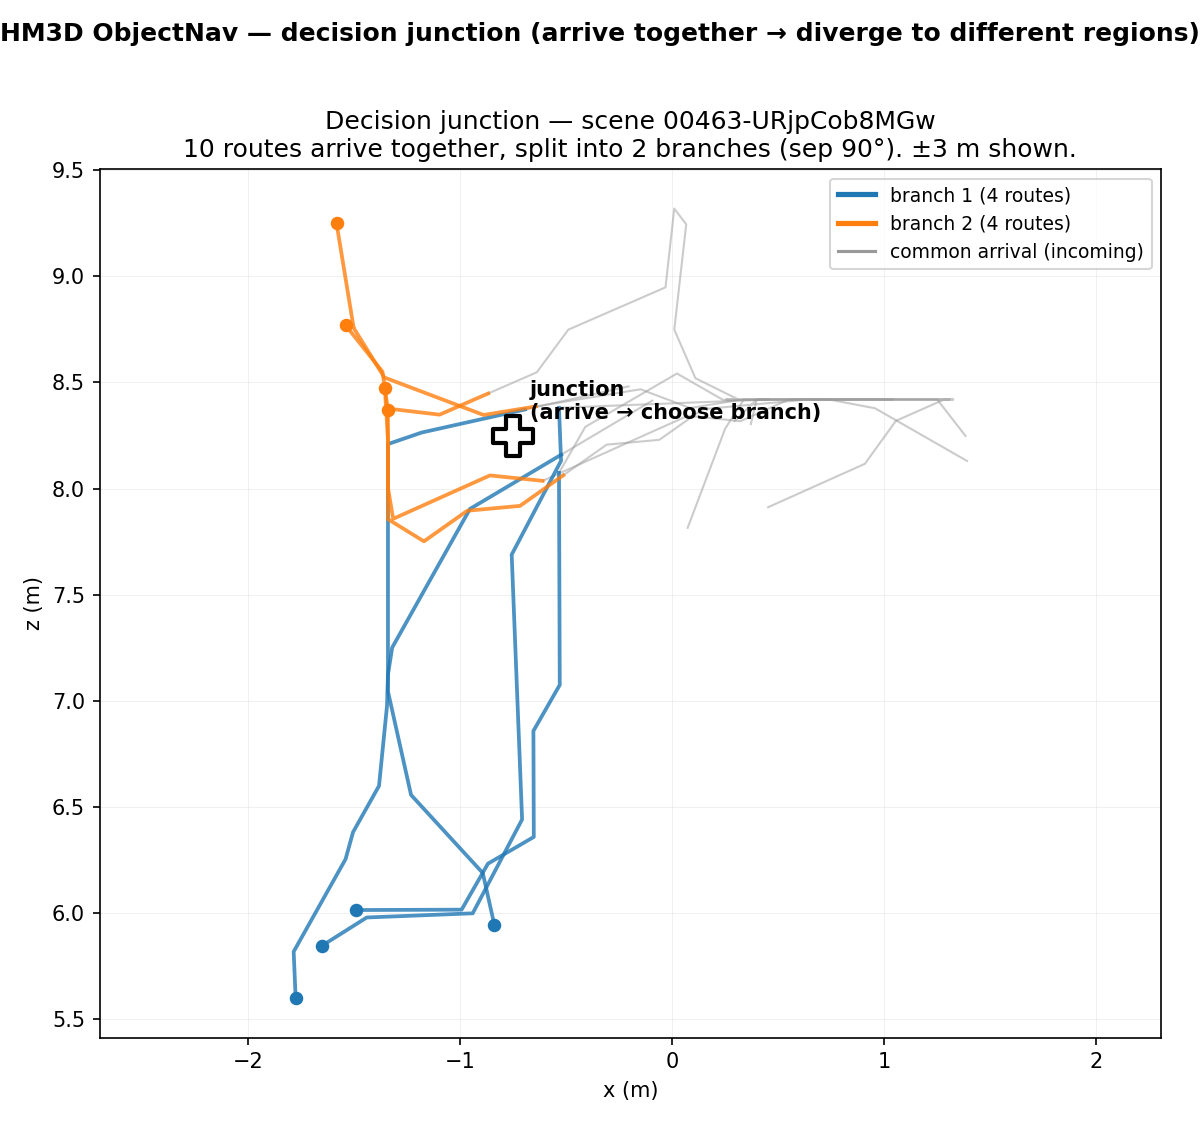 HM3D ObjectNav — decision junction (arrive together → diverge to different regions)
Decision junction — scene 00463-URjpCob8MGw
10 routes arrive together, split into 2 branches (sep 90°). ±3 m shown.
branch 1 (4 routes)
branch 2 (4 routes)
common arrival (incoming)
junction
(arrive → choose branch)
9.5
9.0
8.5
8.0
7.5
7.0
6.5
6.0
5.5
z (m)
−2
−1
0
1
2
x (m)